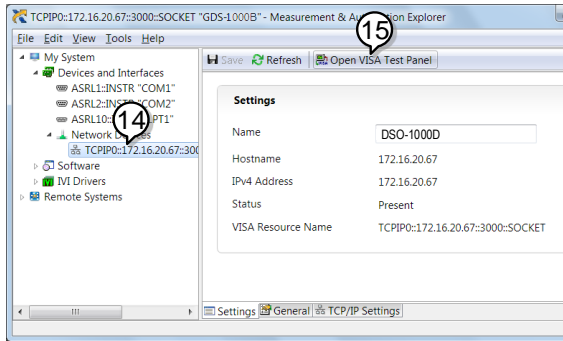 TCPIP0::172.16.20.67::3000::SOCKET "GDS-1000B" - Measurement & Au tion Explorer
15
File Edit View Tools Help
My System
Save Refresh Open VISA Test Panel
Devices and Interfaces
ASRL1::INSTR "COM1"
ASRL2::INSTR "COM2"
ASRL10:: PT1"
14
Network D es
TCPIP0::172.16.20.67::300
Software
IVI Drivers
Remote Systems
Settings
Name DSO-1000D
Hostname 172.16.20.67
IPv4 Address 172.16.20.67
Status Present
VISA Resource Name TCPIP0::172.16.20.67::3000::SOCKET
Settings General TCP/IP Settings